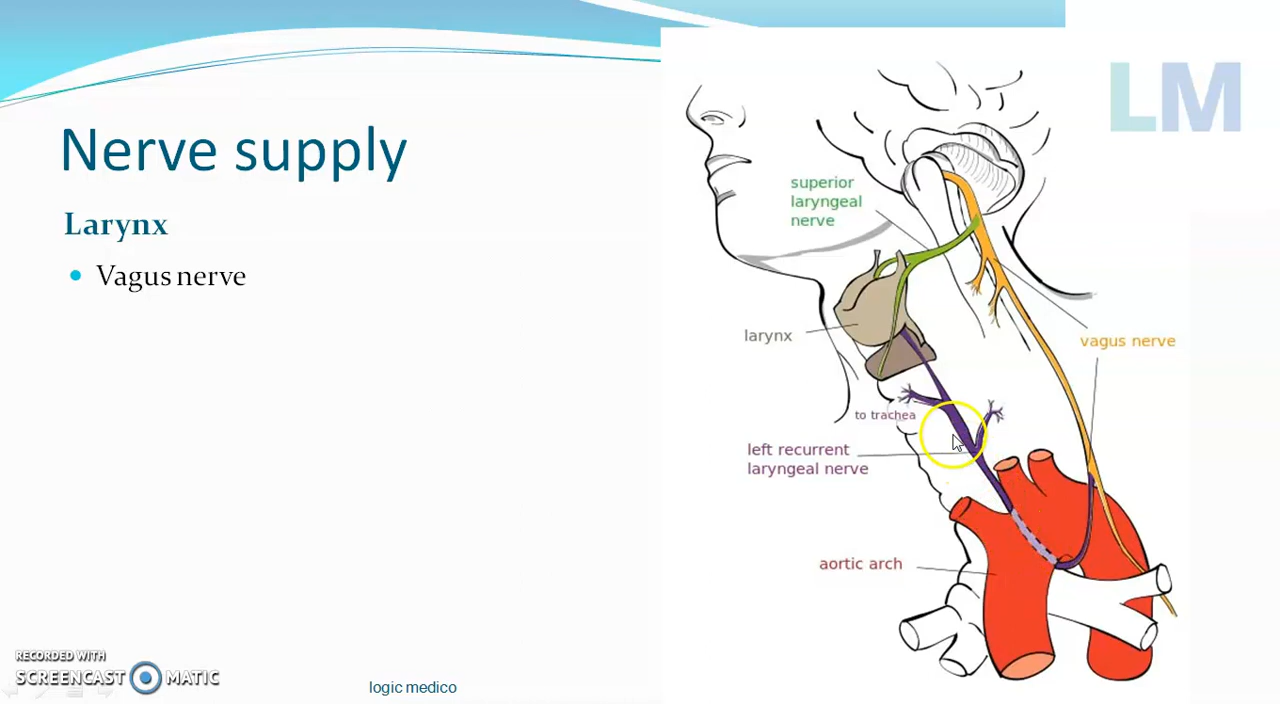 LM
Nerve supply
Larynx
Vagus nerve
superior
laryngeal
nerve
larynx
vagus nerve
to trachea
left recurrent
laryngeal nerve
aortic arch
RECORDED WITH
SCREENCAST MATIC
logic medico